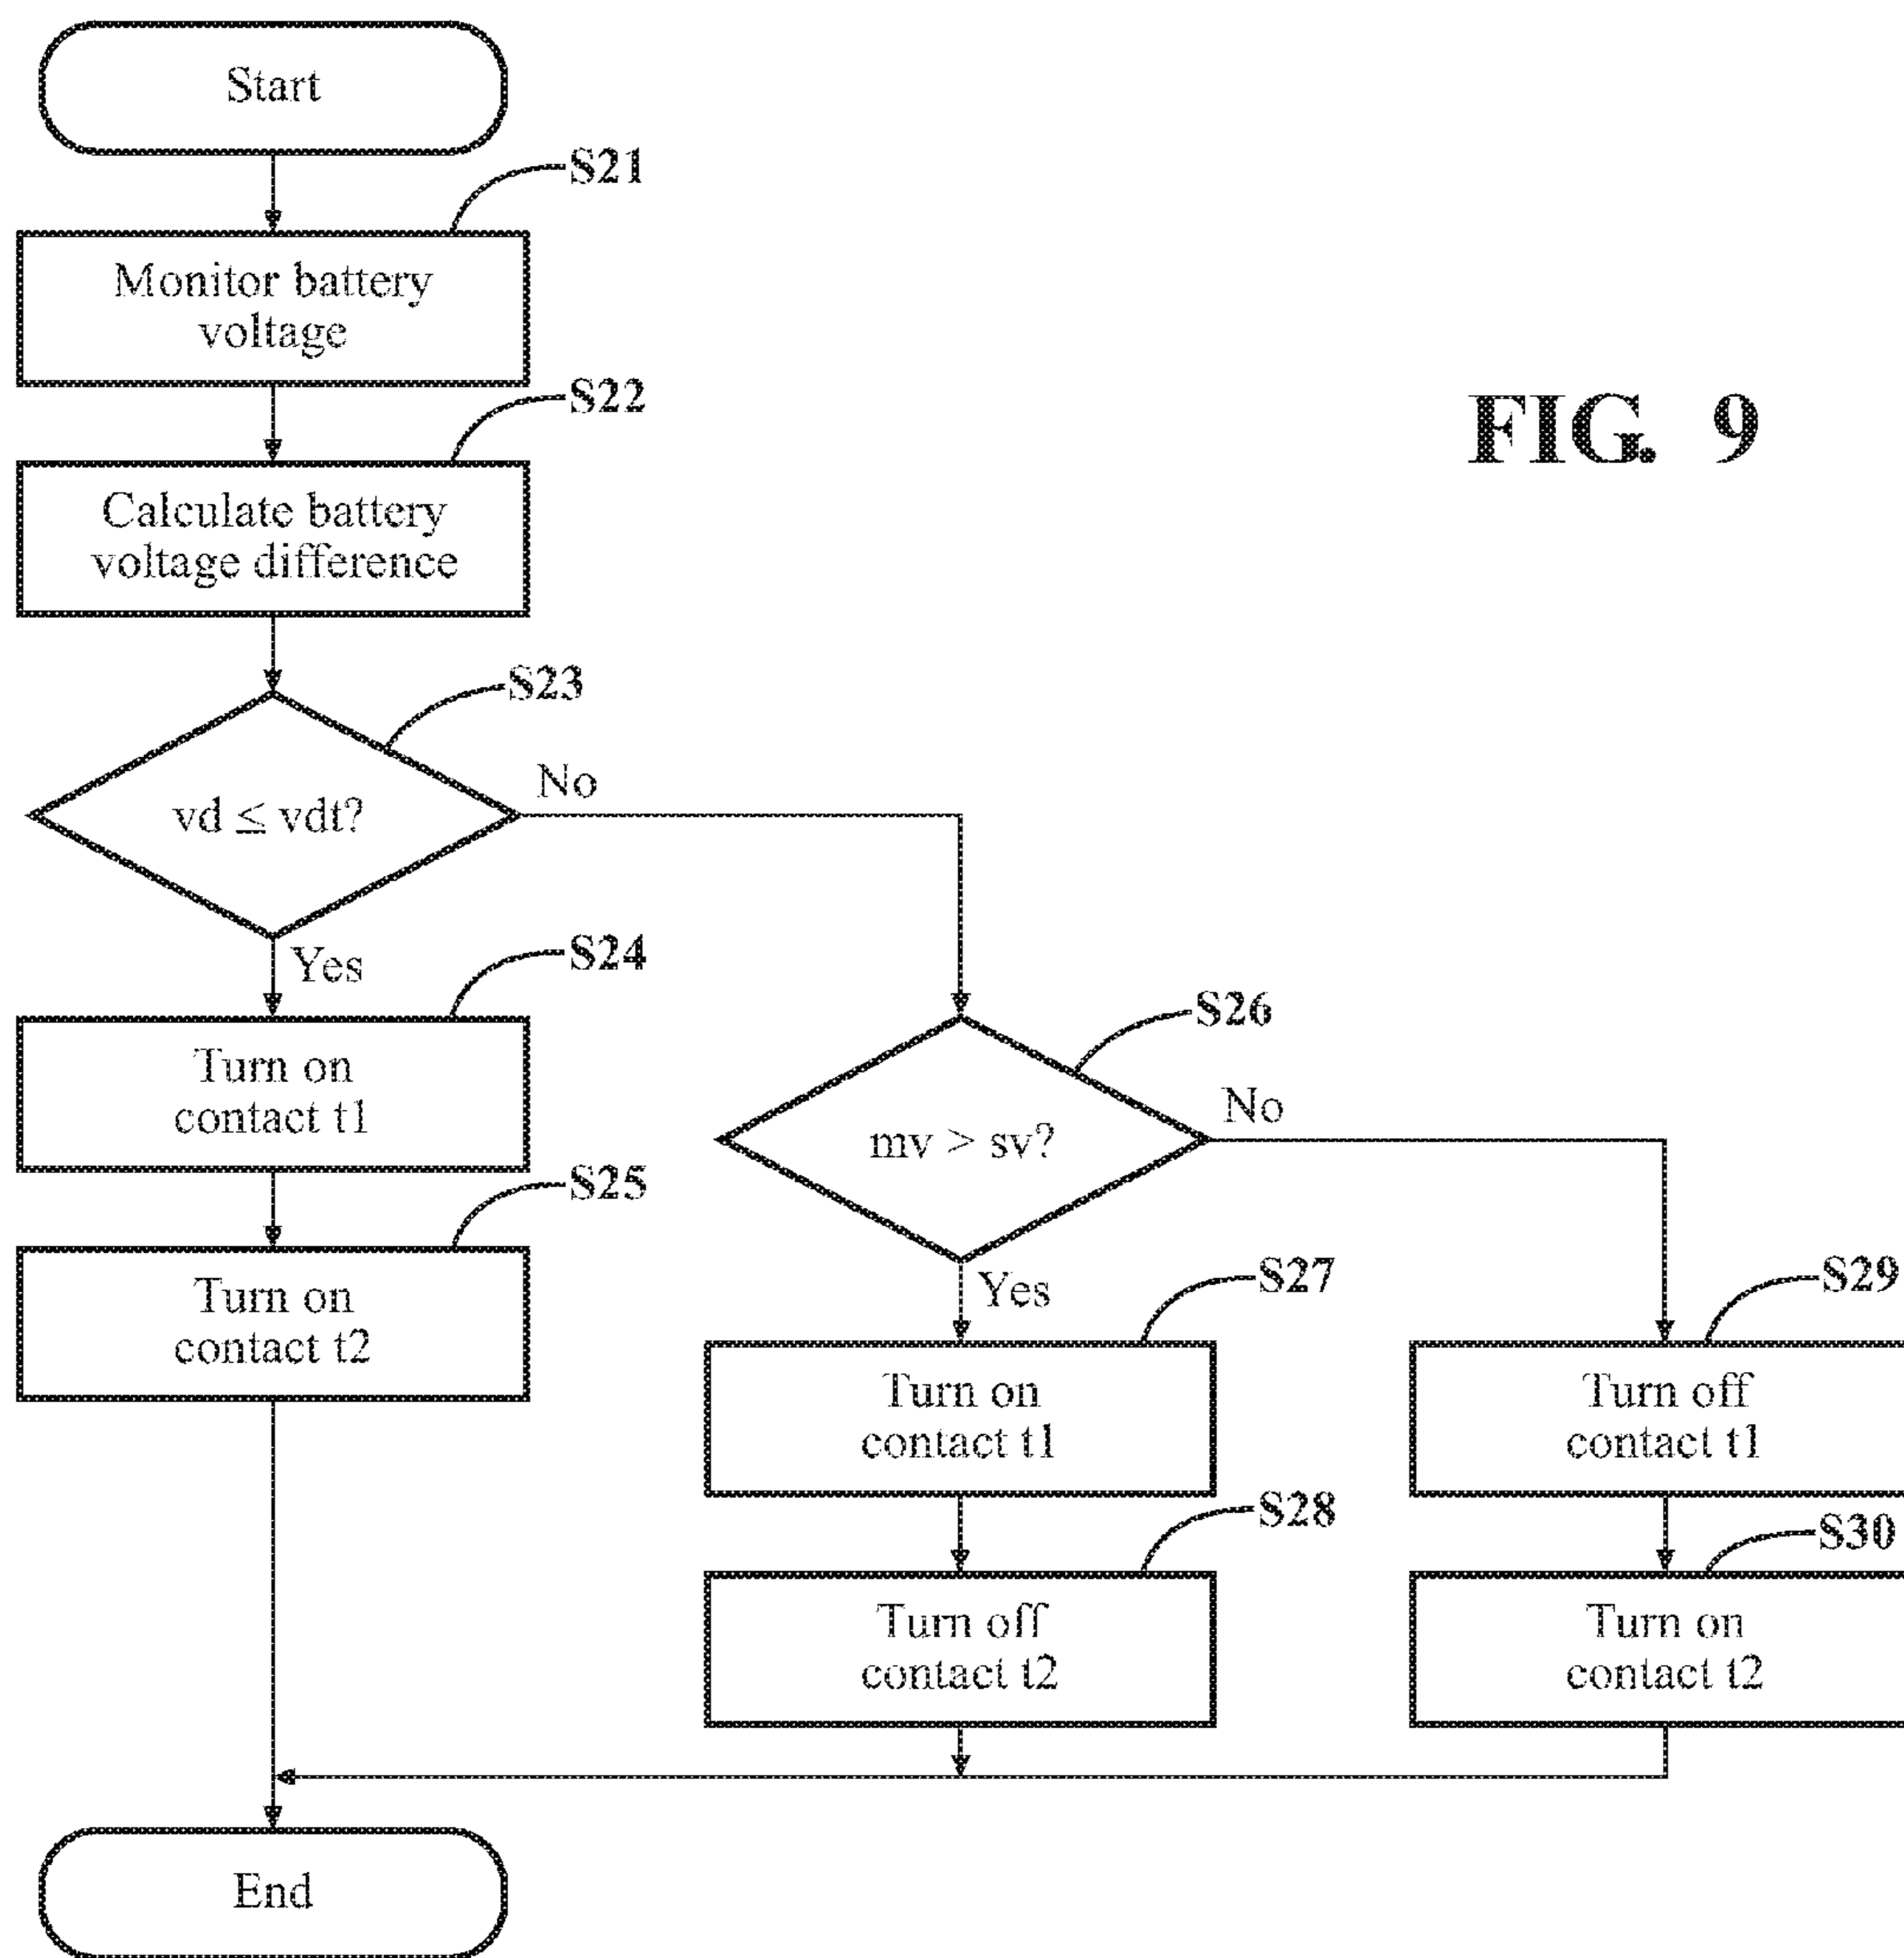 Start
S21
Monitor battery
voltage
S22
Calculate battery
voltage difference
FIG. 9
S23
vd ≤ vdt?
No
Yes
S24
Turn on
contact t1
S25
Turn on
contact t2
S26
mv > sv?
No
Yes
S27
Turn on
contact t1
S28
Turn off
contact t2
S29
Turn off
contact t1
S30
Turn on
contact t2
End